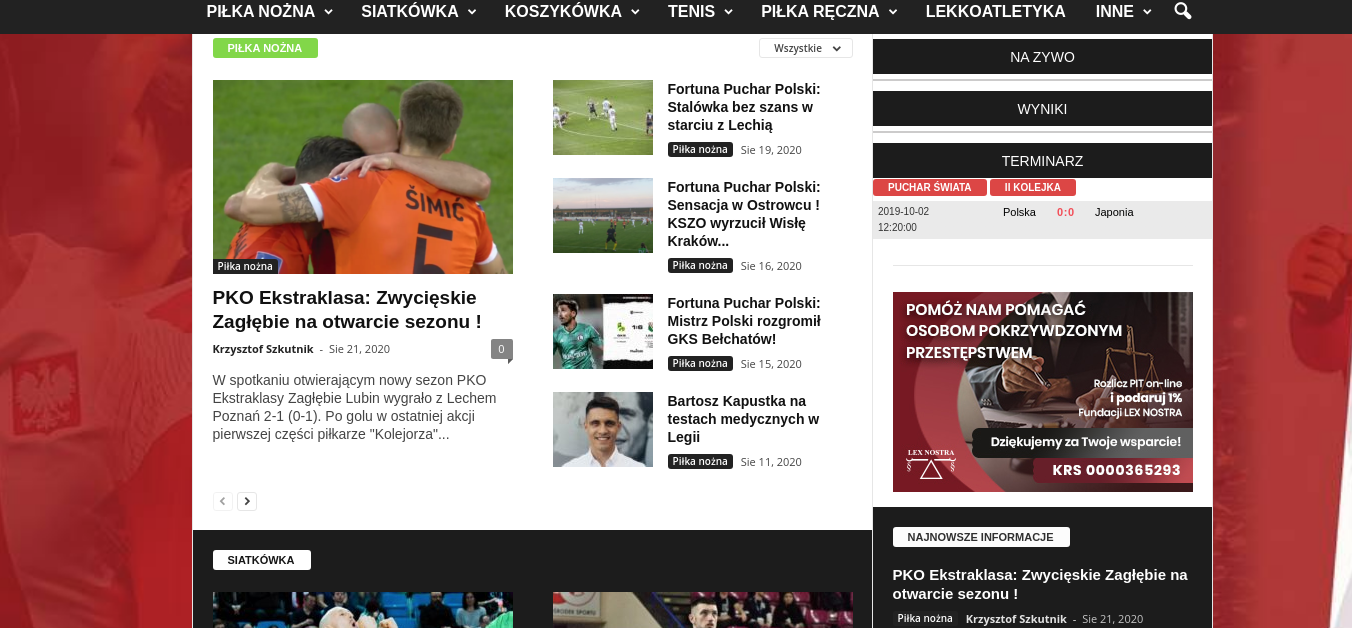 PIŁKA NOŻNA SIATKÓWKA KOSZYKÓWKA TENIS PIŁKA RĘCZNA LEKKOATLETYKA INNE
PIŁKA NOŻNA
Wszystkie
ŠIMIĆ
5
Piłka nożna
PKO Ekstraklasa: Zwycięskie
Zagłębie na otwarcie sezonu !
Krzysztof Szkutnik - Sie 21, 2020
0
W spotkaniu otwierającym nowy sezon PKO
Ekstraklasy Zagłębie Lubin wygrało z Lechem
Poznań 2-1 (0-1). Po golu w ostatniej akcji
pierwszej części piłkarze "Kolejorza"...
Fortuna Puchar Polski:
Stalówka bez szans w
starciu z Lechią
Piłka nożna Sie 19, 2020
Fortuna Puchar Polski:
Sensacja w Ostrowcu !
KSZO wyrzucił Wisłę
Kraków...
Piłka nożna Sie 16, 2020
1:6
Fortuna Puchar Polski:
Mistrz Polski rozgromił
GKS Bełchatów!
Piłka nożna Sie 15, 2020
Bartosz Kapustka na
testach medycznych w
Legii
Piłka nożna Sie 11, 2020
SIATKÓWKA
NA ZYWO
WYNIKI
TERMINARZ
PUCHAR ŚWIATA II KOLEJKA
2019-10-02
12:20:00
Polska 0:0 Japonia
POMÓŻ NAM POMAGAĆ
OSOBOM POKRZYWDZONYM
PRZESTĘPSTWEM
Rozlicz PIT on-line
i podaruj 1%
Fundacji LEX NOSTRA
Dziękujemy za Twoje wsparcie!
LEX NOSTRA
KRS 0000365293
NAJNOWSZE INFORMACJE
PKO Ekstraklasa: Zwycięskie Zagłębie na
otwarcie sezonu !
Piłka nożna Krzysztof Szkutnik - Sie 21, 2020